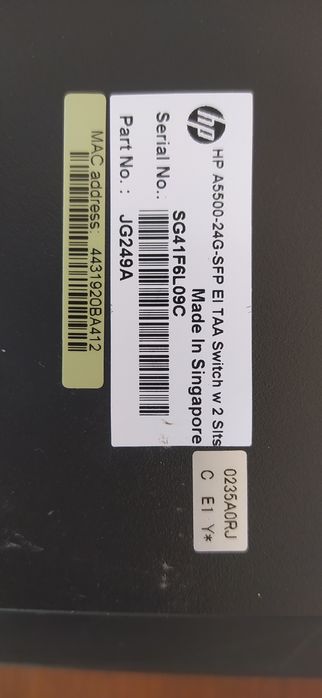 hp HP A5500-24G-SFP EI TAA Switch w 2 Slts
Made In Singapore
Serial No.: SG41F6L09C
Part No.: JG249A
MAC address: 4431920BA412
0235A0RJ
C E1 Y*